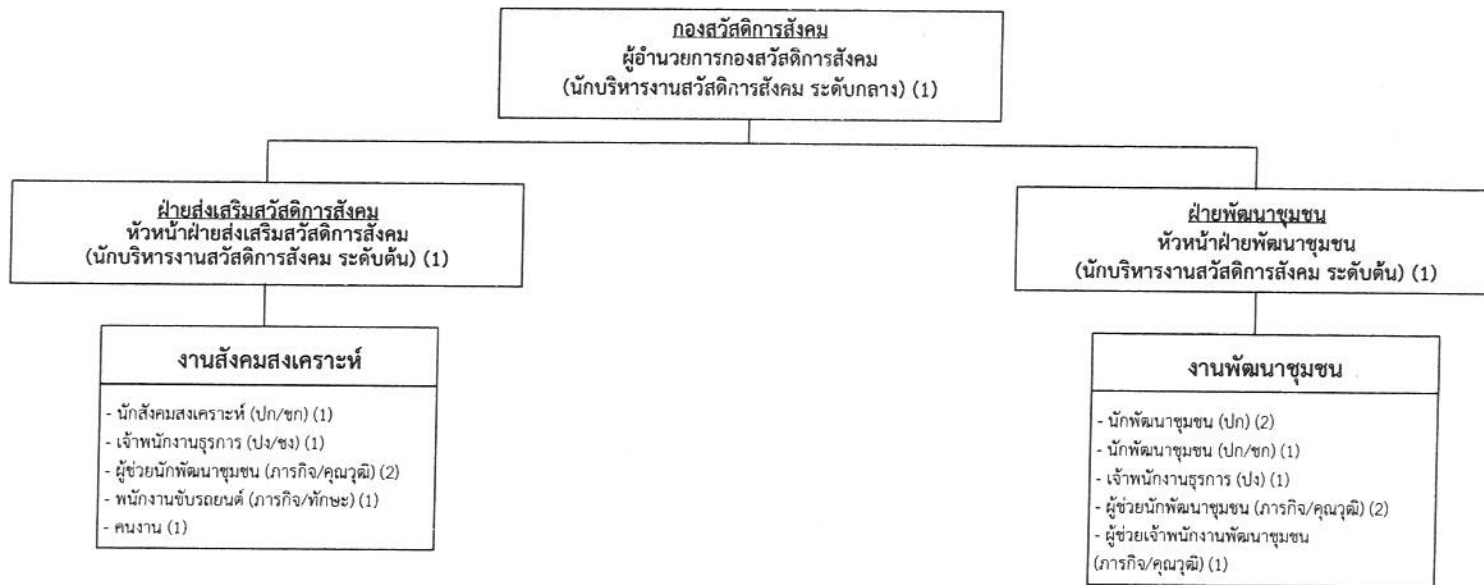 กองสวัสดิการสังคม
ผู้อำนวยการกองสวัสดิการสังคม
(นักบริหารงานสวัสดิการสังคม ระดับกลาง) (1)
ฝ่ายส่งเสริมสวัสดิการสังคม
หัวหน้าฝ่ายส่งเสริมสวัสดิการสังคม
(นักบริหารงานสวัสดิการสังคม ระดับต้น) (1)
งานสังคมสงเคราะห์
- นักสังคมสงเคราะห์ (ปก/ชก) (1)
- เจ้าพนักงานธุรการ (ปง/ชง) (1)
- ผู้ช่วยนักพัฒนาชุมชน (ภารกิจ/คุณวุฒิ) (2)
- พนักงานขับรถยนต์ (ภารกิจ/ทักษะ) (1)
- คนงาน (1)
ฝ่ายพัฒนาชุมชน
หัวหน้าฝ่ายพัฒนาชุมชน
(นักบริหารงานสวัสดิการสังคม ระดับต้น) (1)
งานพัฒนาชุมชน
- นักพัฒนาชุมชน (ปก) (2)
- นักพัฒนาชุมชน (ปก/ชก) (1)
- เจ้าพนักงานธุรการ (ปง) (1)
- ผู้ช่วยนักพัฒนาชุมชน (ภารกิจ/คุณวุฒิ) (2)
- ผู้ช่วยเจ้าพนักงานพัฒนาชุมชน
(ภารกิจ/คุณวุฒิ) (1)